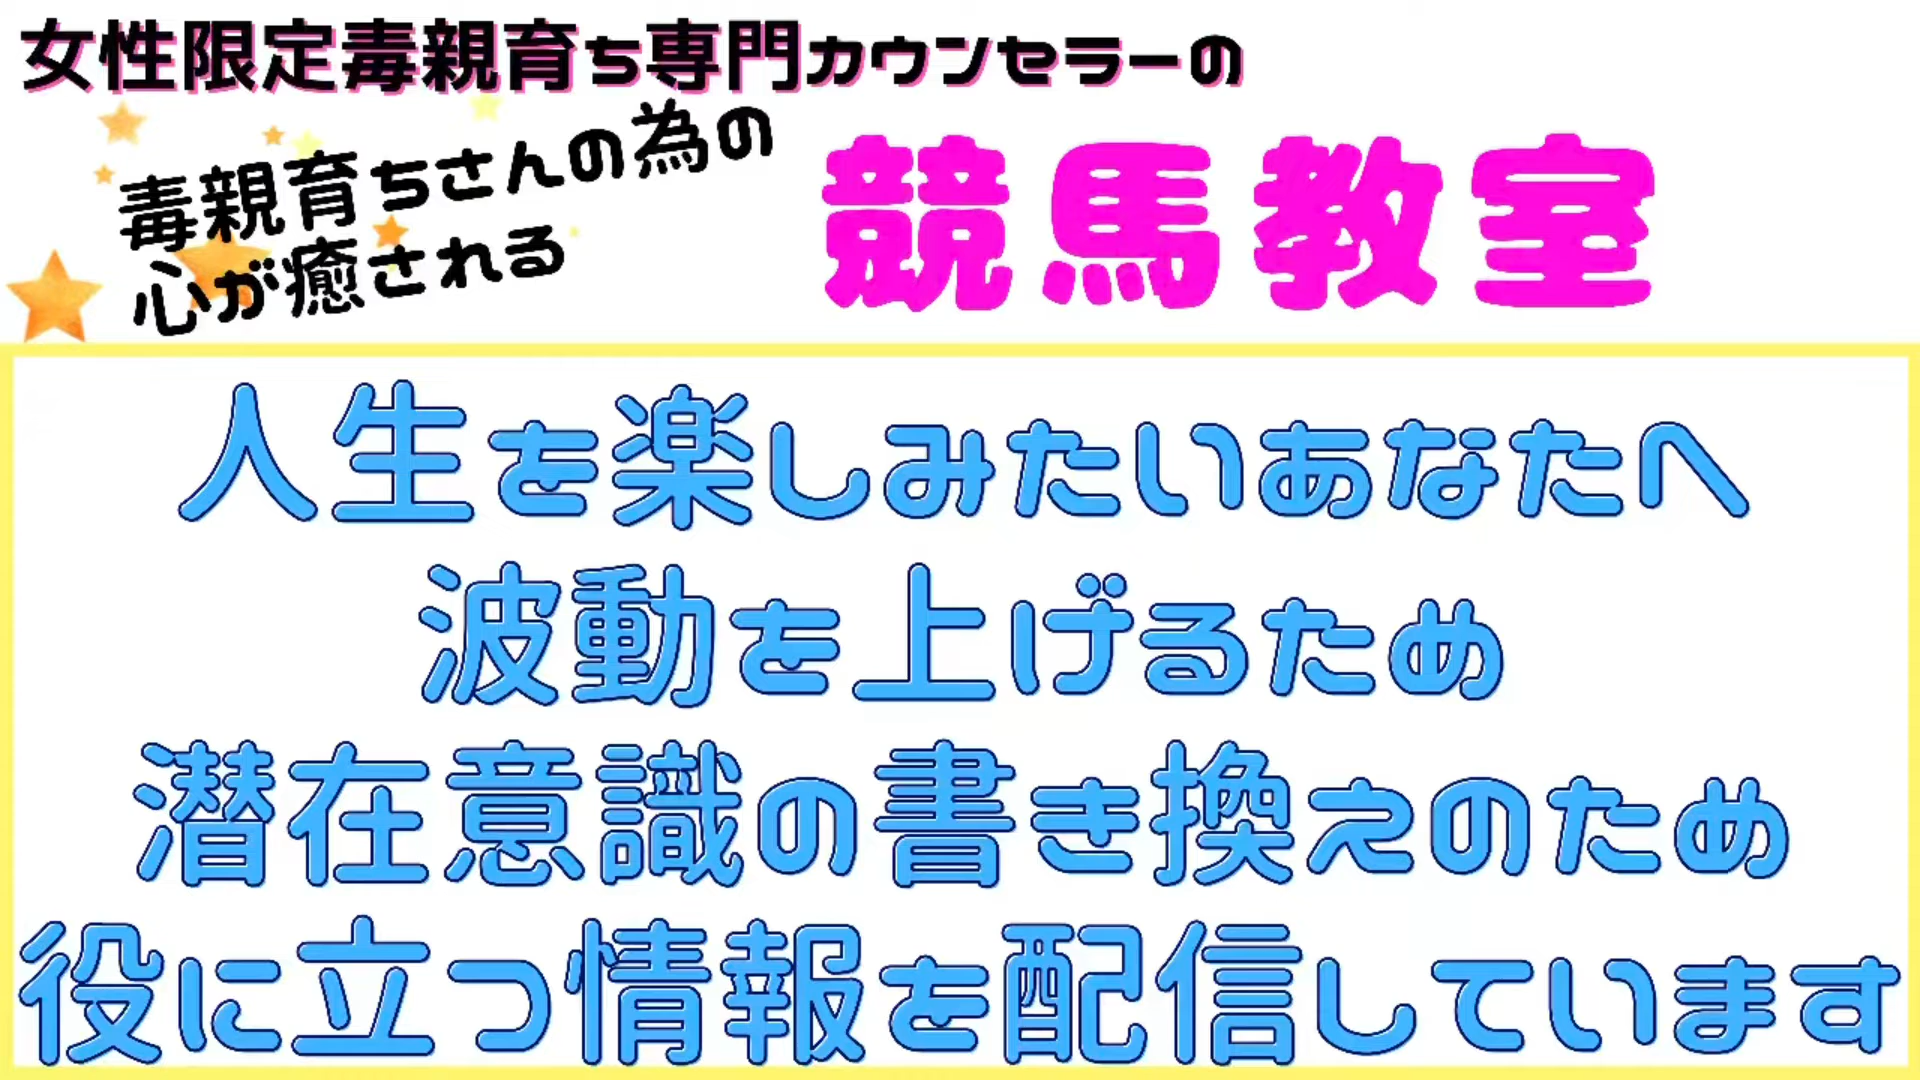 女性限定毒親育ち専門カウンセラーの
毒親育ちさんの為の
心が癒される
競馬教室
人生を楽しみたいあなたへ
波動を上げるため
潜在意識の書き換えのため
役に立つ情報を配信しています